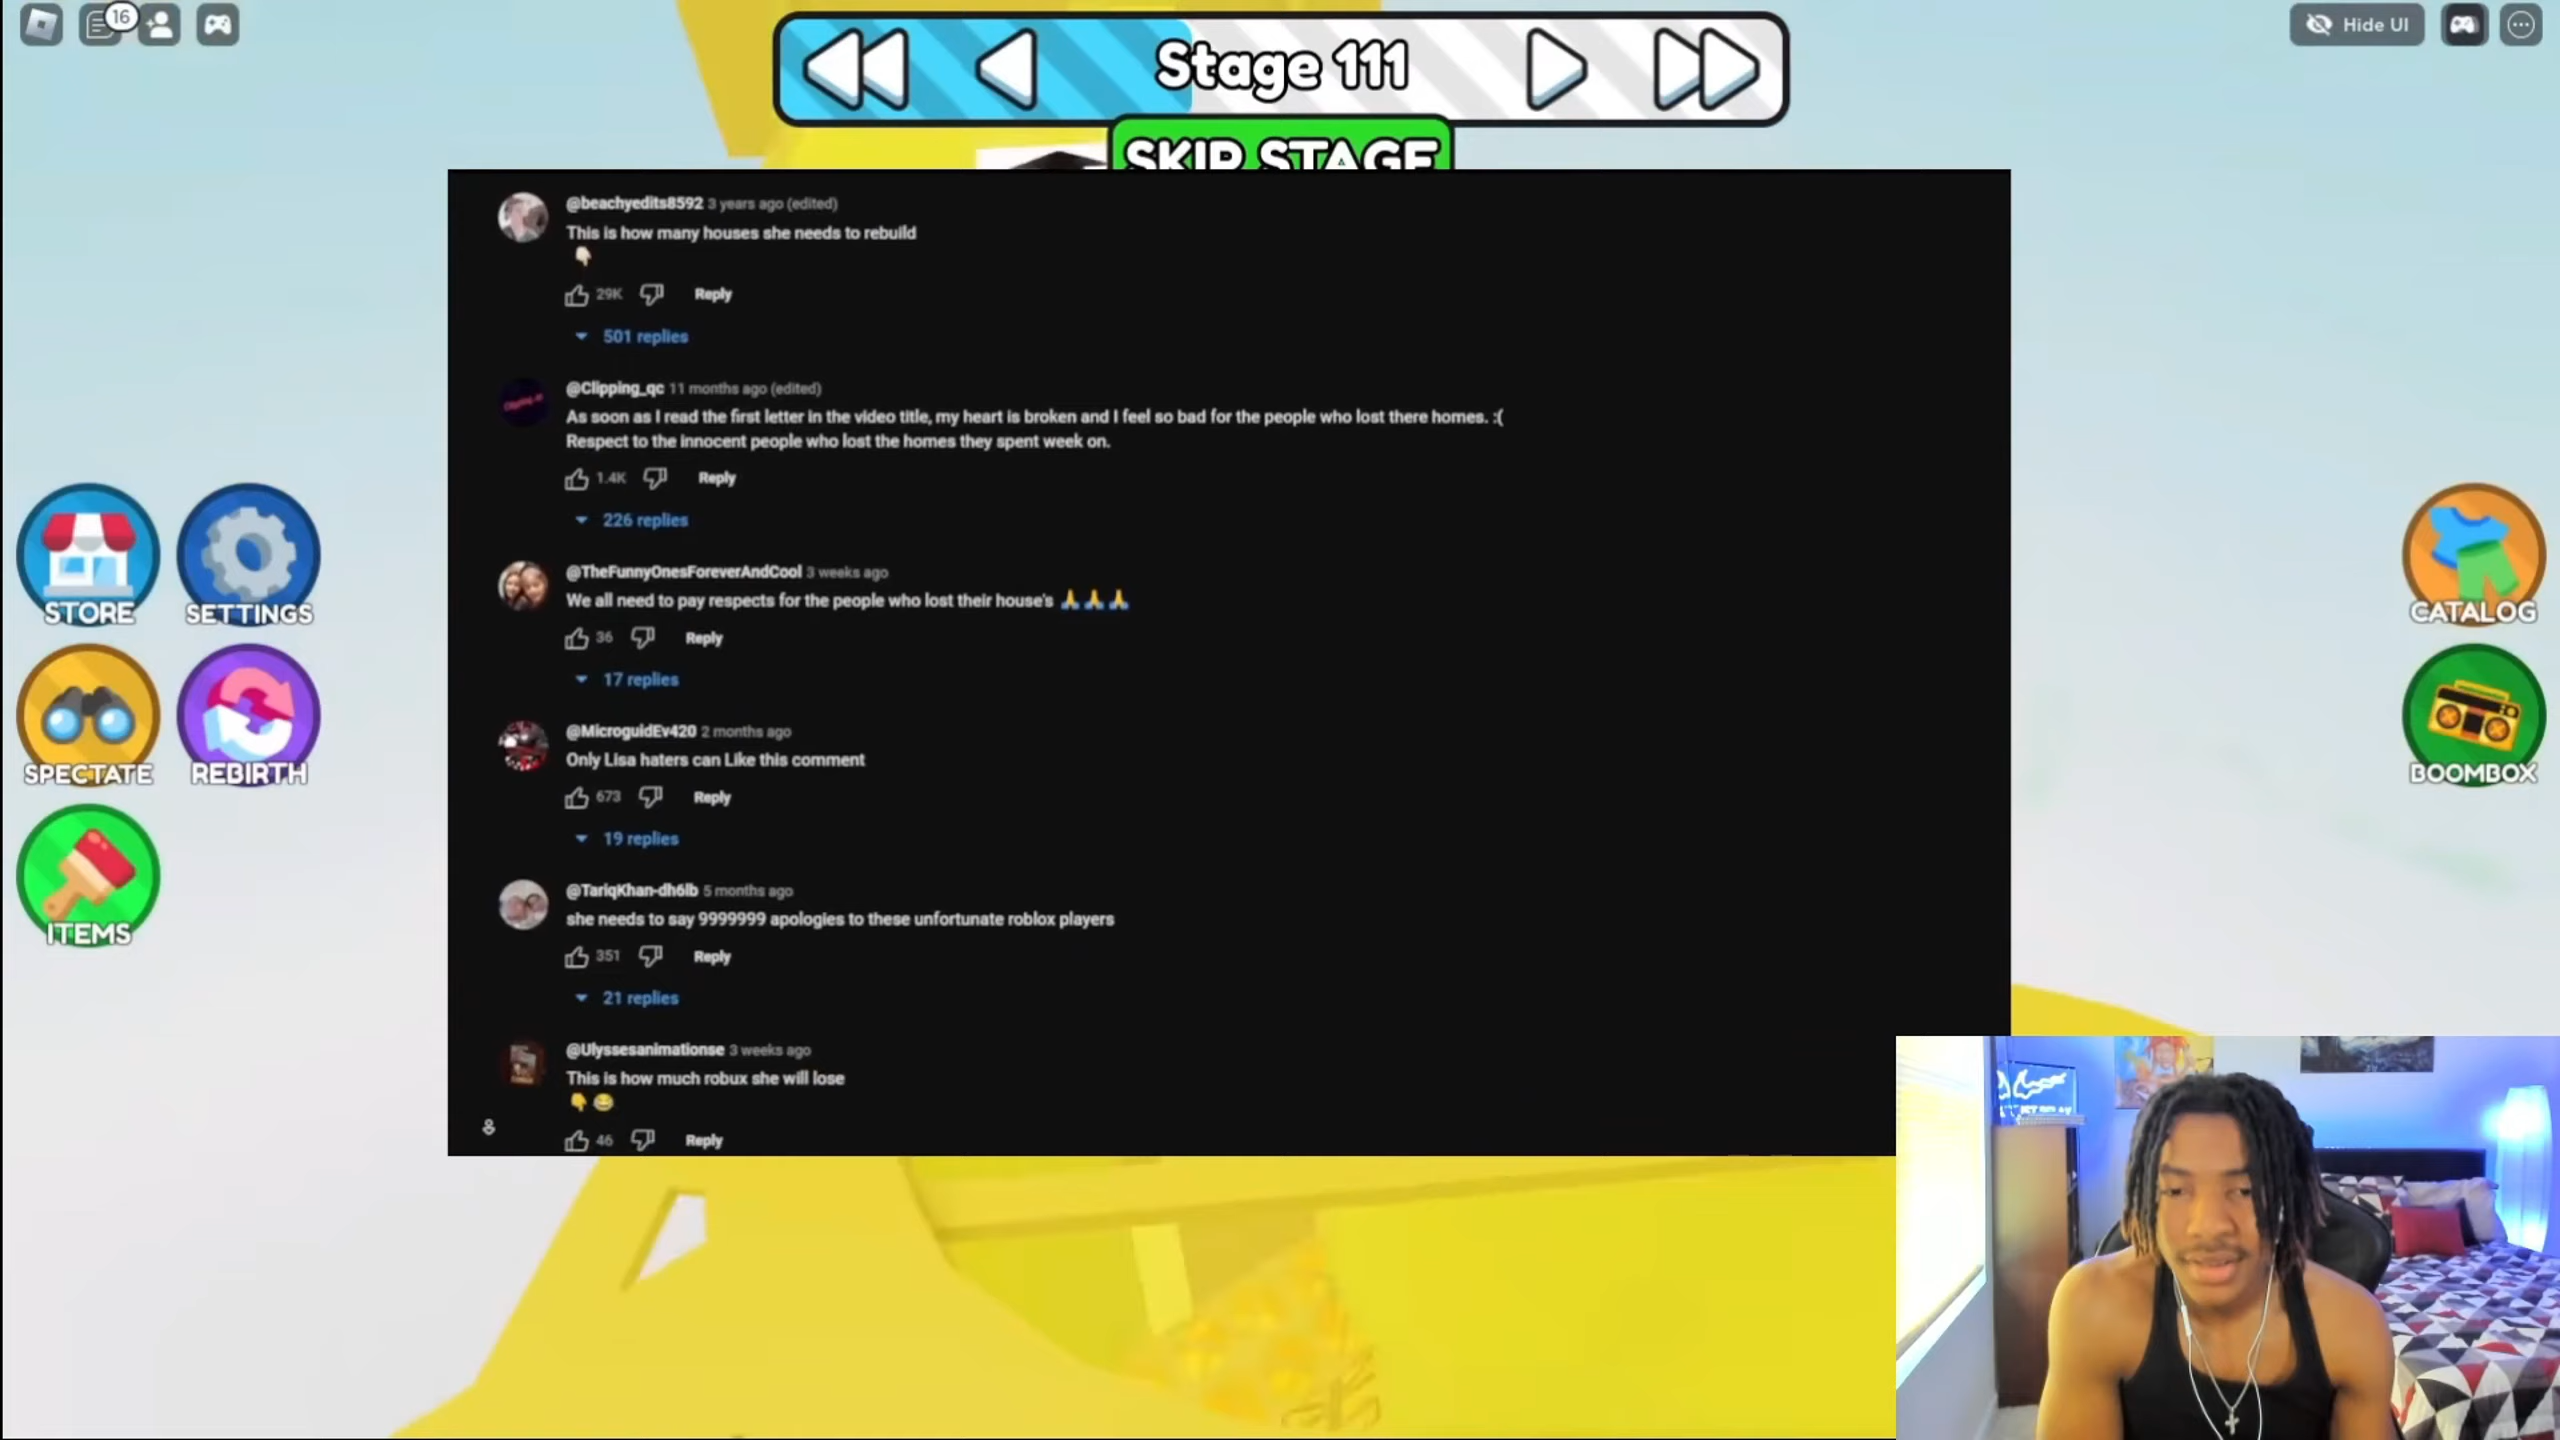 16
Hide UI
Stage 111
SKIP STAGE
@beachyedits8592 3 years ago (edited)
This is how many houses she needs to rebuild
👇🏻
29K Reply
501 replies
@Clipping_qc 11 months ago (edited)
As soon as I read the first letter in the video title, my heart is broken and I feel so bad for the people who lost there homes. :(
Respect to the innocent people who lost the homes they spent week on.
1.4K Reply
226 replies
@TheFunnyOnesForeverAndCool 3 weeks ago
We all need to pay respects for the people who lost their house's 🙏🙏🙏
36 Reply
17 replies
@MicroguidEv420 2 months ago
Only Lisa haters can Like this comment
673 Reply
19 replies
@TariqKhan-dh6lb 5 months ago
she needs to say 9999999 apologies to these unfortunate roblox players
351 Reply
21 replies
@Ulyssesanimationse 3 weeks ago
This is how much robux she will lose
👇😂
46 Reply
STORE
SETTINGS
SPECTATE
REBIRTH
ITEMS
CATALOG
BOOMBOX